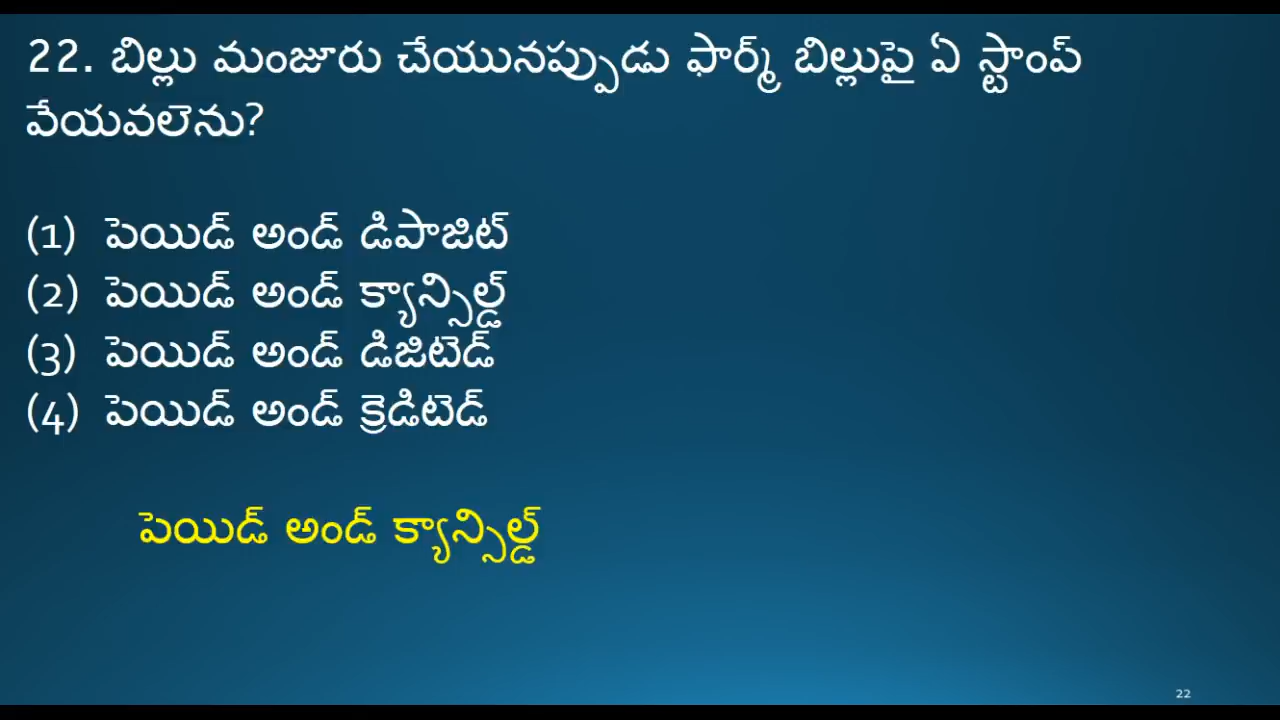 22. బిల్లు మంజూరు చేయునప్పుడు ఫార్మ్ బిల్లుపై ఏ స్టాంప్
వేయవలెను?
(1) పెయిడ్ అండ్ డిపాజిట్
(2) పెయిడ్ అండ్ క్యాన్సిల్డ్
(3) పెయిడ్ అండ్ డిజిటెడ్
(4) పెయిడ్ అండ్ క్రెడిటెడ్
పెయిడ్ అండ్ క్యాన్సిల్డ్
22